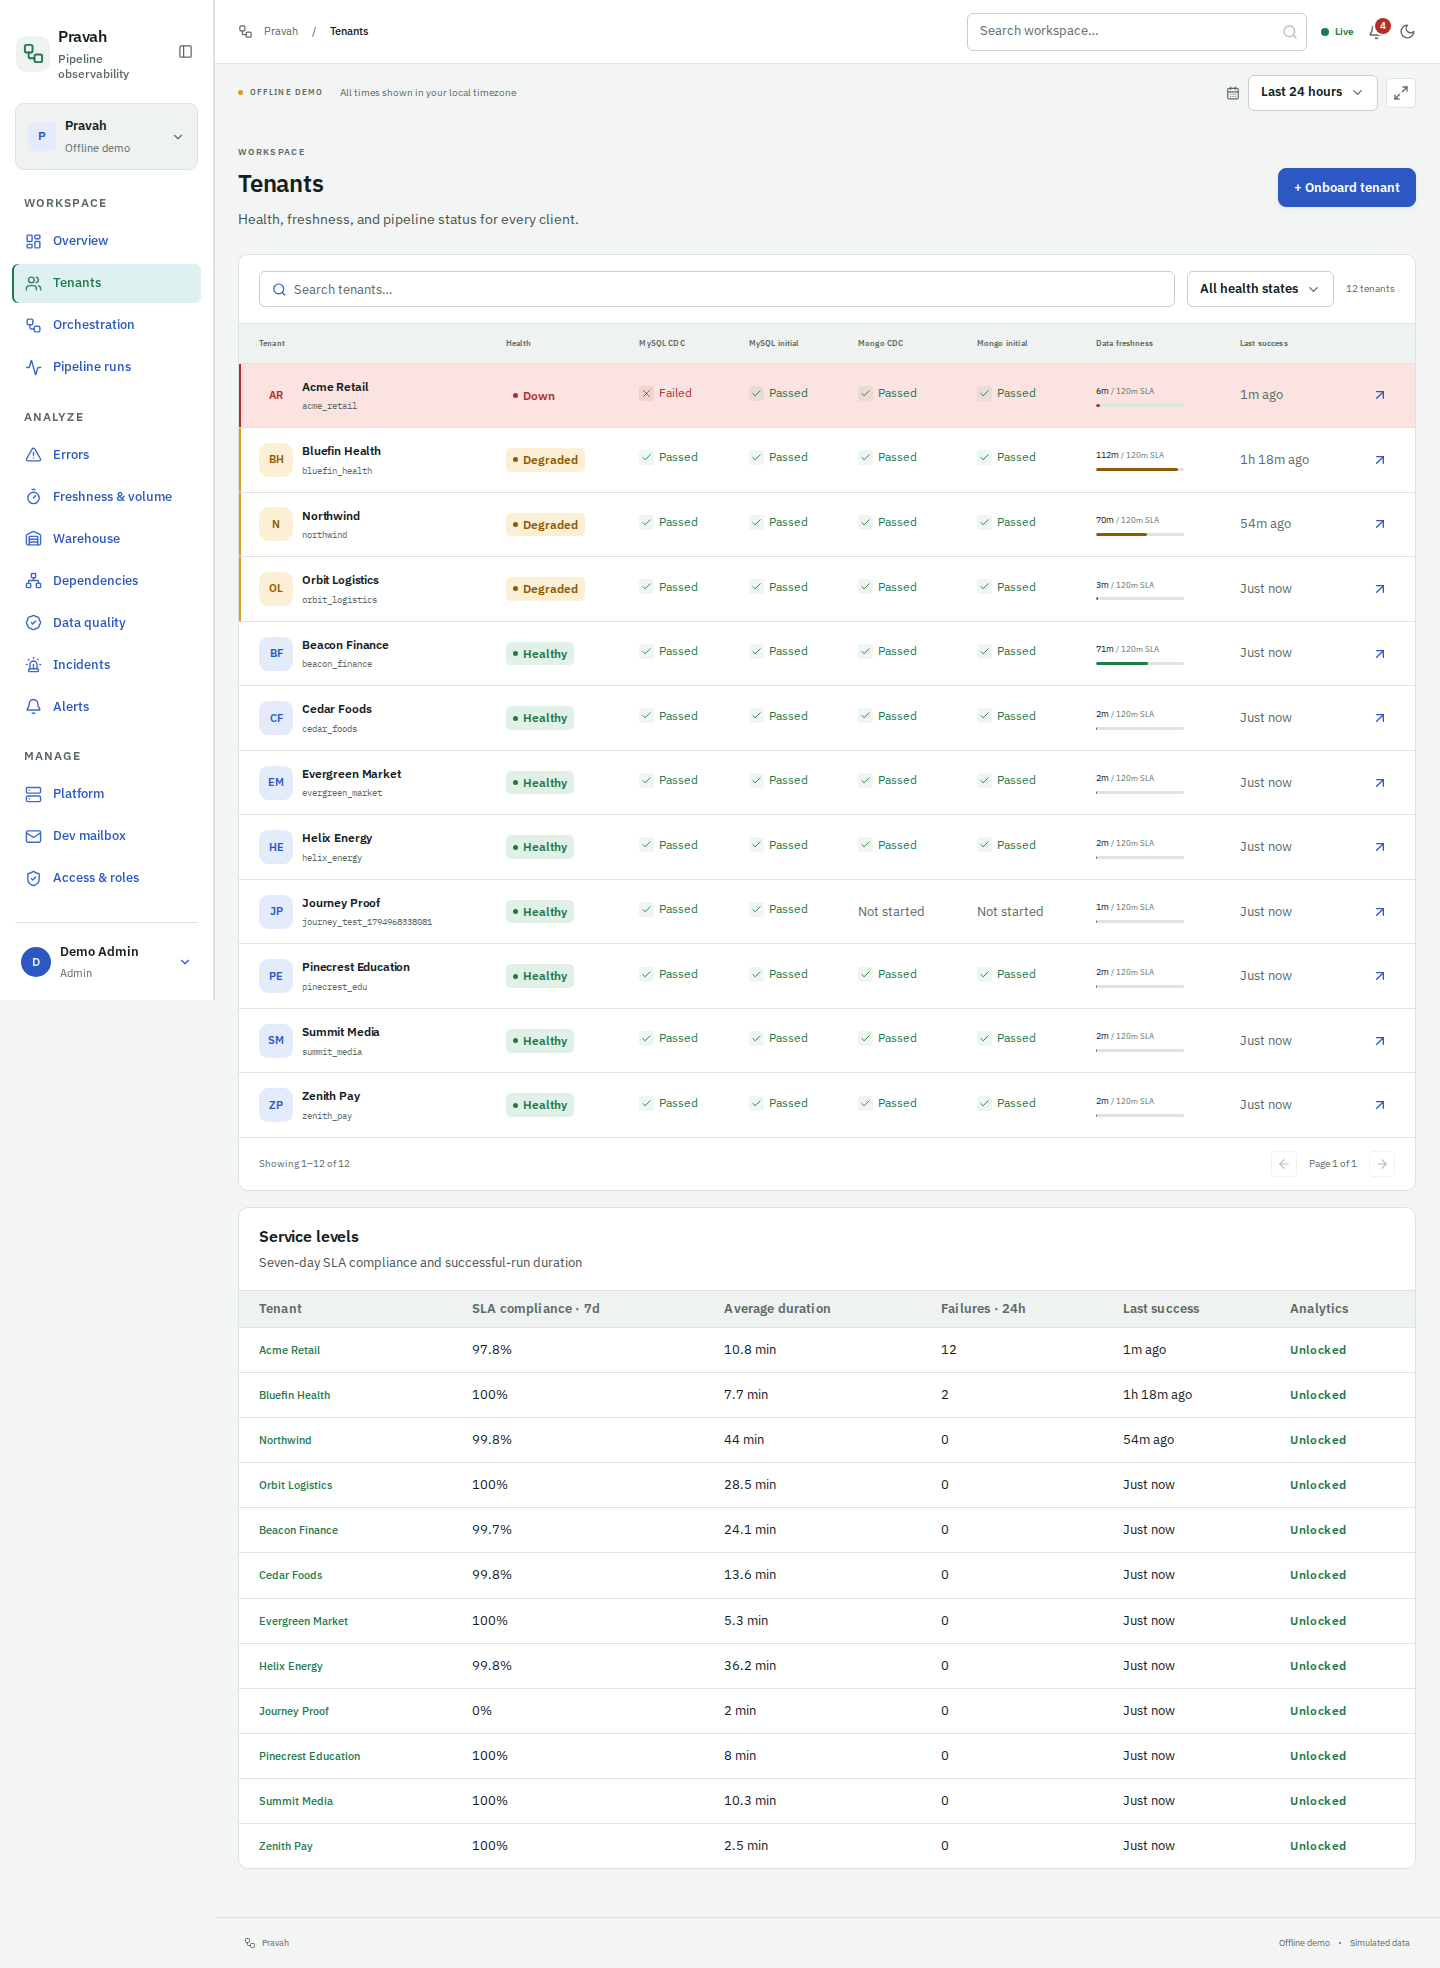 Pravah
Pipeline
observability
P
Pravah
Offline demo
WORKSPACE
Overview
Tenants
Orchestration
Pipeline runs
ANALYZE
Errors
Freshness & volume
Warehouse
Dependencies
Data quality
Incidents
Alerts
MANAGE
Platform
Dev mailbox
Access & roles
D
Demo Admin
Admin
Pravah / Tenants
Search workspace...
Live
4
OFFLINE DEMO All times shown in your local timezone
Last 24 hours
WORKSPACE
Tenants
Health, freshness, and pipeline status for every client.
+ Onboard tenant
Search tenants...
All health states
12 tenants
Tenant Health MySQL CDC MySQL initial Mongo CDC Mongo initial Data freshness Last success
AR Acme Retail acme_retail Down Failed Passed Passed Passed 6m / 120m SLA 1m ago
BH Bluefin Health bluefin_health Degraded Passed Passed Passed Passed 112m / 120m SLA 1h 18m ago
N Northwind northwind Degraded Passed Passed Passed Passed 70m / 120m SLA 54m ago
OL Orbit Logistics orbit_logistics Degraded Passed Passed Passed Passed 3m / 120m SLA Just now
BF Beacon Finance beacon_finance Healthy Passed Passed Passed Passed 71m / 120m SLA Just now
CF Cedar Foods cedar_foods Healthy Passed Passed Passed Passed 2m / 120m SLA Just now
EM Evergreen Market evergreen_market Healthy Passed Passed Passed Passed 2m / 120m SLA Just now
HE Helix Energy helix_energy Healthy Passed Passed Passed Passed 2m / 120m SLA Just now
JP Journey Proof journey_test_1794968338081 Healthy Passed Passed Not started Not started 1m / 120m SLA Just now
PE Pinecrest Education pinecrest_edu Healthy Passed Passed Passed Passed 2m / 120m SLA Just now
SM Summit Media summit_media Healthy Passed Passed Passed Passed 2m / 120m SLA Just now
ZP Zenith Pay zenith_pay Healthy Passed Passed Passed Passed 2m / 120m SLA Just now
Showing 1–12 of 12
Page 1 of 1
Service levels
Seven-day SLA compliance and successful-run duration
Tenant SLA compliance · 7d Average duration Failures · 24h Last success Analytics
Acme Retail 97.8% 10.8 min 12 1m ago Unlocked
Bluefin Health 100% 7.7 min 2 1h 18m ago Unlocked
Northwind 99.8% 44 min 0 54m ago Unlocked
Orbit Logistics 100% 28.5 min 0 Just now Unlocked
Beacon Finance 99.7% 24.1 min 0 Just now Unlocked
Cedar Foods 99.8% 13.6 min 0 Just now Unlocked
Evergreen Market 100% 5.3 min 0 Just now Unlocked
Helix Energy 99.8% 36.2 min 0 Just now Unlocked
Journey Proof 0% 2 min 0 Just now Unlocked
Pinecrest Education 100% 8 min 0 Just now Unlocked
Summit Media 100% 10.3 min 0 Just now Unlocked
Zenith Pay 100% 2.5 min 0 Just now Unlocked
Pravah
Offline demo • Simulated data